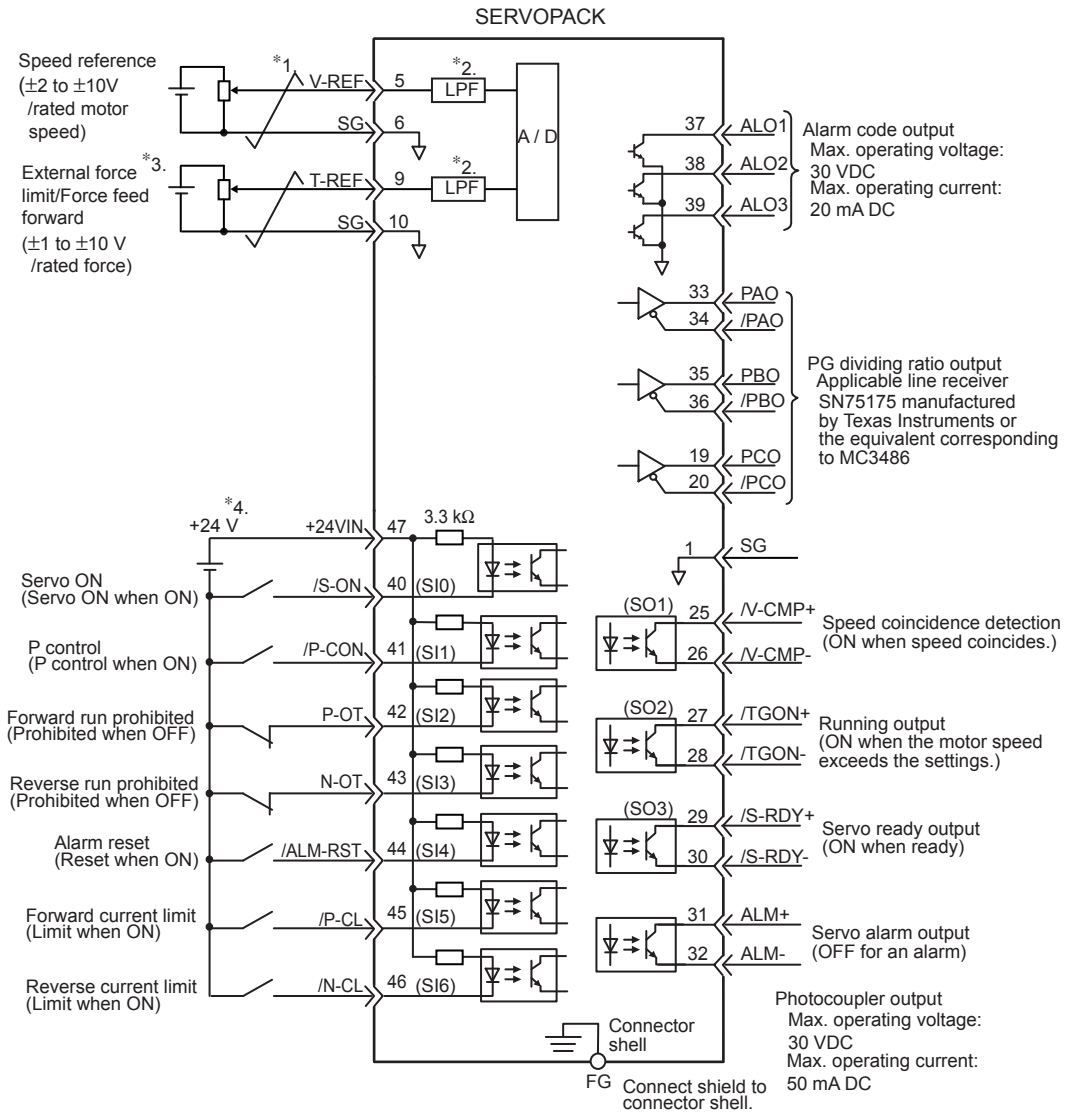 SERVOPACK
Speed reference
(±2 to ±10V
/rated motor
speed)
*1.
V-REF
5
*2.
LPF
SG
6
A / D
External force
limit/Force feed
forward
(±1 to ±10 V
/rated force)
*3.
T-REF
9
*2.
LPF
SG
10
37
ALO1
38
ALO2
39
ALO3
Alarm code output
Max. operating voltage:
30 VDC
Max. operating current:
20 mA DC
33
PAO
34
/PAO
35
PBO
36
/PBO
19
PCO
20
/PCO
PG dividing ratio output
Applicable line receiver
SN75175 manufactured
by Texas Instruments or
the equivalent corresponding
to MC3486
*4.
+24 V
+24VIN
47
3.3 kΩ
1
SG
Servo ON
(Servo ON when ON)
/S-ON
40
(SI0)
P control
(P control when ON)
/P-CON
41
(SI1)
Forward run prohibited
(Prohibited when OFF)
P-OT
42
(SI2)
Reverse run prohibited
(Prohibited when OFF)
N-OT
43
(SI3)
Alarm reset
(Reset when ON)
/ALM-RST
44
(SI4)
Forward current limit
(Limit when ON)
/P-CL
45
(SI5)
Reverse current limit
(Limit when ON)
/N-CL
46
(SI6)
(SO1)
25
/V-CMP+
26
/V-CMP-
Speed coincidence detection
(ON when speed coincides.)
(SO2)
27
/TGON+
28
/TGON-
Running output
(ON when the motor speed
exceeds the settings.)
(SO3)
29
/S-RDY+
30
/S-RDY-
Servo ready output
(ON when ready)
31
ALM+
32
ALM-
Servo alarm output
(OFF for an alarm)
Photocoupler output
Max. operating voltage:
30 VDC
Max. operating current:
50 mA DC
Connector
shell
FG
Connect shield to
connector shell.